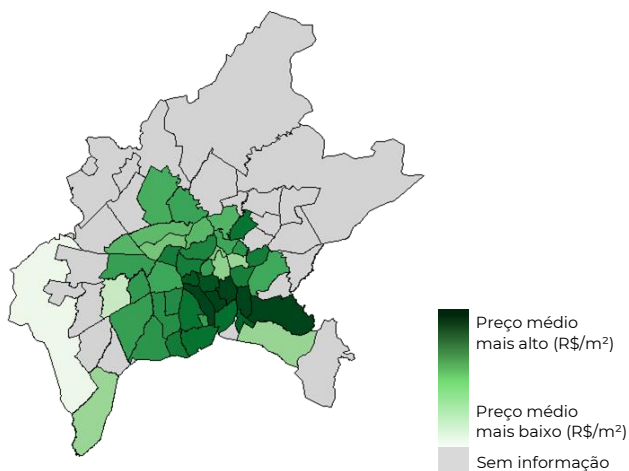 Preço médio
mais alto (R$/m²)
Preço médio
mais baixo (R$/m²)
Sem informação